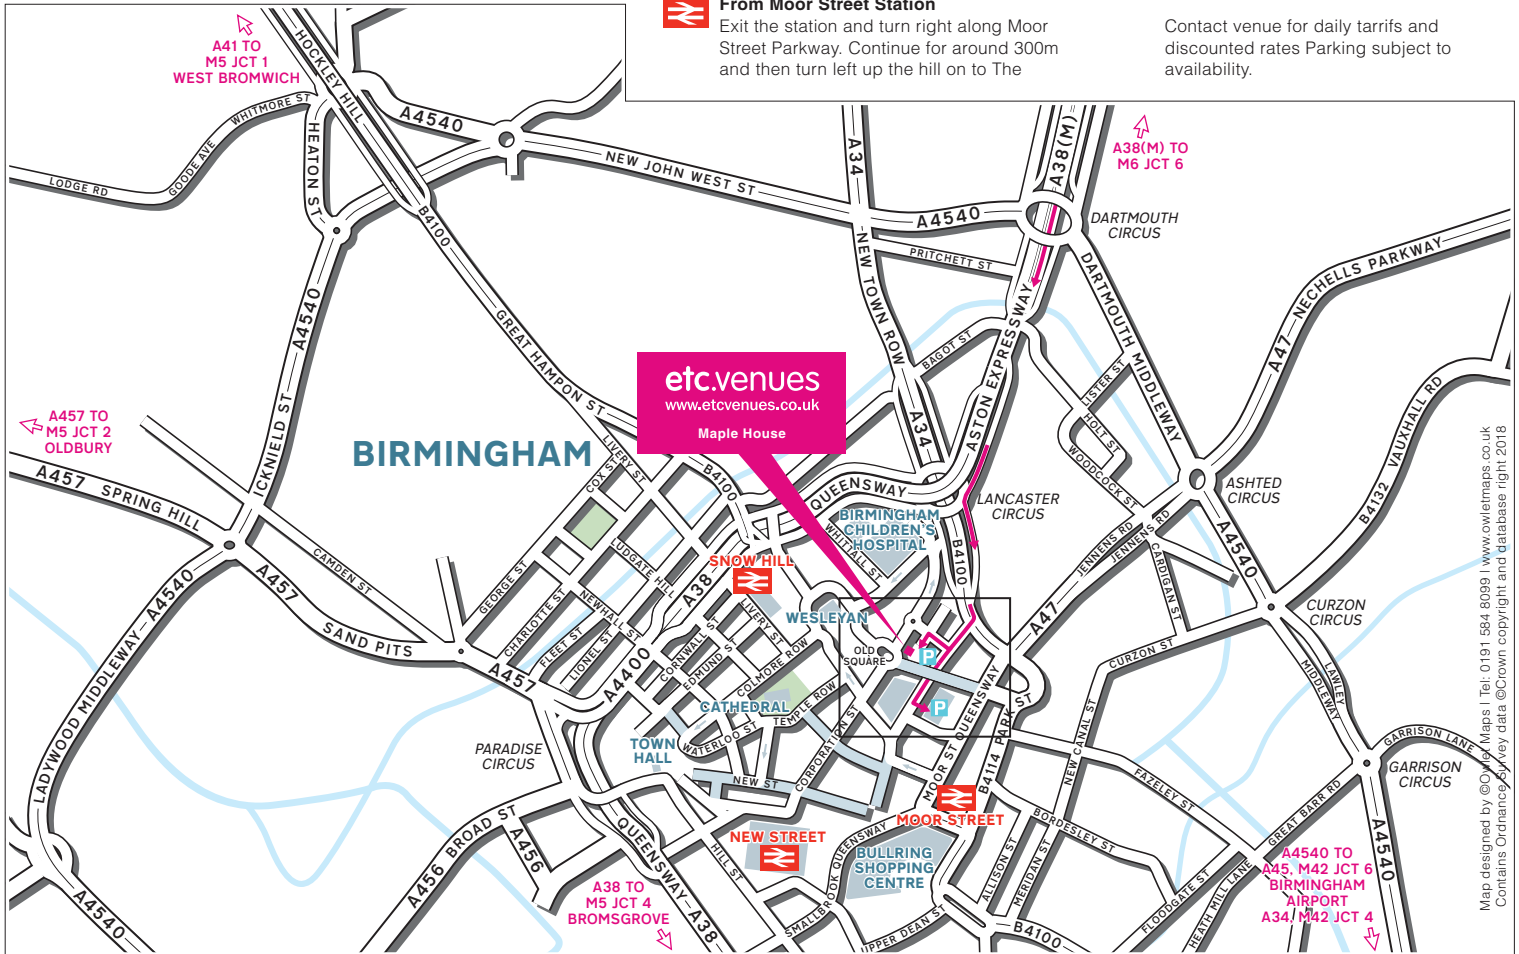 From Moor Street Station
Exit the station and turn right along Moor
Street Parkway. Continue for around 300m
and then turn left up the hill on to The
Contact venue for daily tarrifs and
discounted rates Parking subject to
availability.
A41 TO
M5 JCT 1
WEST BROMWICH
HOCKLEY HILL
WHITMORE ST
GOODE AVE
LODGE RD
HEATON ST
A4540
NEW JOHN WEST ST
A34
A4540
A38(M)
A38(M) TO
M6 JCT 6
DARTMOUTH
CIRCUS
B4100
NEW TOWN ROW
PRITCHETT ST
DARTMOUTH MIDDLEWAY
A47
NECHELLS PARKWAY
A4540
GREAT HAMPON ST
BAGOT ST
ASTON EXPRESSWAY
LISTER ST
HOLT ST
WOODCOCK ST
B4132
VAUXHALL RD
etc.venues
www.etcvenues.co.uk
Maple House
ICKNIELD ST
A457 TO
M5 JCT 2
OLDBURY
BIRMINGHAM
A34
A457
SPRING HILL
COX ST
LIVERY ST
B4100
QUEENSWAY
LANCASTER
CIRCUS
ASHTED
CIRCUS
BIRMINGHAM
CHILDREN'S
HOSPITAL
WHITTALL ST
B4100
JENNENS RD
JENNENS RD
CARDIGAN ST
A4540
CAMDEN ST
A457
LUDGATE HILL
SNOW HILL
A38
GEORGE ST
CHARLOTTE ST
NEWHALL ST
FLEET ST
LIONEL ST
LIVERY ST
WESLEYAN
A47
CURZON
CIRCUS
LADYWOOD MIDDLEWAY
A4540
SAND PITS
A457
A4400
CORNWALL ST
EDMUND ST
COLMORE ROW
OLD
SQUARE
P
P
CURZON ST
LAWLEY
MIDDLEWAY
CATHEDRAL
TEMPLE ROW
WATERLOO ST
PARADISE
CIRCUS
TOWN
HALL
NEW ST
CORPORATION ST
MOOR ST QUEENSWAY
B4114
PARK ST
NEW CANAL ST
FAZELEY ST
GARRISON LANE
GARRISON
CIRCUS
GREAT BARR RD
A456
BROAD ST
A456
QUEENSWAY
A38
HILL ST
NEW STREET
SMALLBROOK QUEENSWAY
MOOR STREET
BULLRING
SHOPPING
CENTRE
BORDESLEY ST
ALLISON ST
MERIDAN ST
FLOODGATE ST
HEATH MILL LANE
UPPER DEAN ST
B4100
A4540
A4540
A38 TO
M5 JCT 4
BROMSGROVE
A4540 TO
A45, M42 JCT 6
BIRMINGHAM
AIRPORT
A34, M42 JCT 4
Map designed by ©Owlet Maps I Tel: 0191 584 8099 I www.owletmaps.co.uk
Contains Ordnance Survey data ©Crown copyright and database right 2018